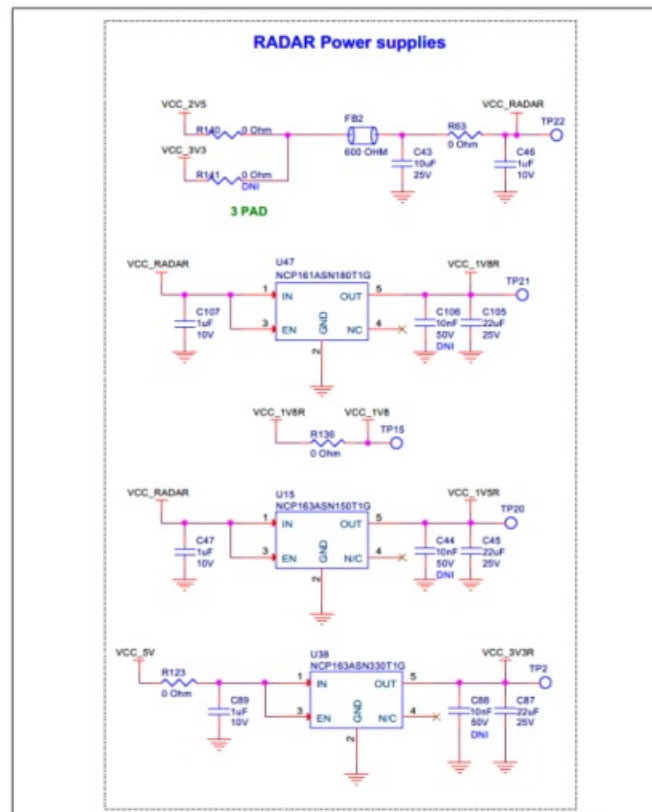 RADAR Power supplies
VCC_2V5
R140 0 Ohm
VCC_3V3
R141 0 Ohm
DNI
3 PAD
FB2
600 OHM
C43
10uF
25V
R63
0 Ohm
VCC_RADAR
TP22
C46
1uF
10V
U47
NCP161ASN180T1G
VCC_RADAR
C107
1uF
10V
1 IN OUT 5
3 EN NC 4
GND
2
VCC_1V8R
TP21
C106
10nF
50V
DNI
C105
22uF
25V
VCC_1V8R
R136
0 Ohm
VCC_1V8
TP15
U15
NCP163ASN150T1G
VCC_RADAR
C47
1uF
10V
1 IN OUT 5
3 EN N/C 4
GND
2
VCC_1V5R
TP20
C44
10nF
50V
DNI
C45
22uF
25V
U38
NCP163ASN330T1G
VCC_5V
R123
0 Ohm
C89
1uF
10V
1 IN OUT 5
3 EN N/C 4
GND
2
VCC_3V3R
TP2
C88
10nF
50V
DNI
C87
22uF
25V